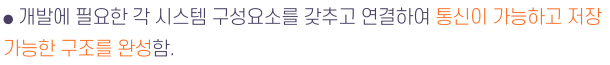 ● 개발에 필요한 각 시스템 구성요소를 갖추고 연결하여 통신이 가능하고 저장
가능한 구조를 완성함.